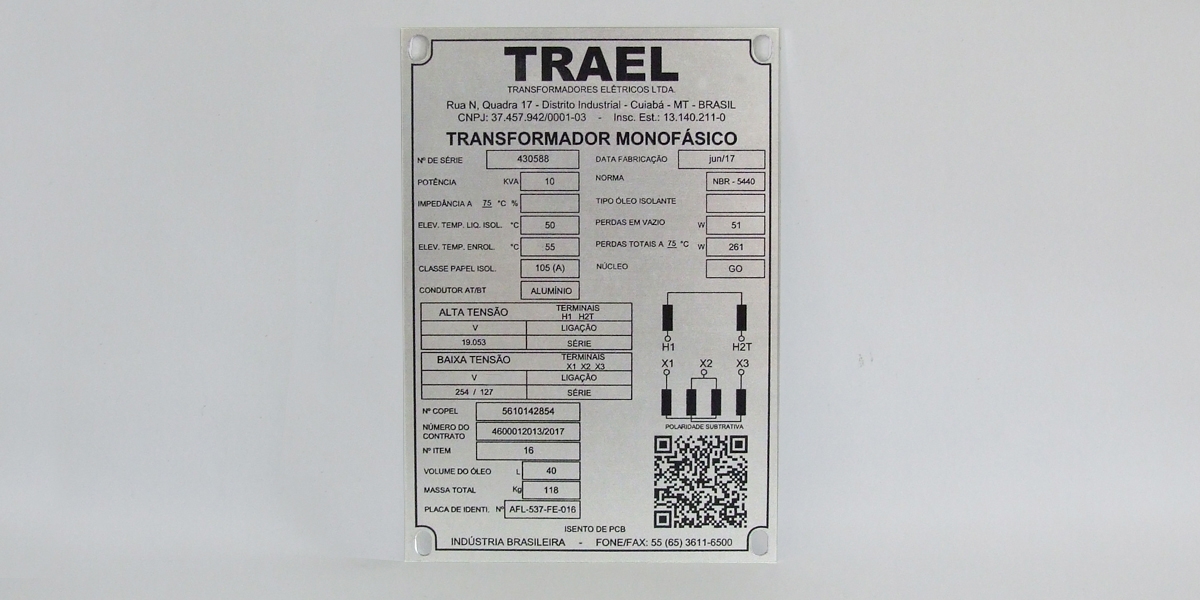 TRAEL
TRANSFORMADORES ELÉTRICOS LTDA.
Rua N, Quadra 17 - Distrito Industrial - Cuiabá - MT - BRASIL
CNPJ: 37.457.942/0001-03 - Insc. Est.: 13.140.211-0
TRANSFORMADOR MONOFÁSICO
Nº DE SÉRIE 430588 DATA FABRICAÇÃO jun/17
POTÊNCIA KVA 10 NORMA NBR - 5440
IMPEDÂNCIA A 75 °C % TIPO ÓLEO ISOLANTE
ELEV. TEMP. LIQ. ISOL. °C 50 PERDAS EM VAZIO W 51
ELEV. TEMP. ENROL. °C 55 PERDAS TOTAIS A 75 °C W 261
CLASSE PAPEL ISOL. 105 (A) NÚCLEO GO
CONDUTOR AT/BT ALUMÍNIO
ALTA TENSÃO TERMINAIS
H1 H2T
V LIGAÇÃO
19.053 SÉRIE
BAIXA TENSÃO TERMINAIS
X1 X2 X3
V LIGAÇÃO
254 / 127 SÉRIE
H1 H2T
X1 X2 X3
POLARIDADE SUBTRATIVA
Nº COPEL 5610142854
NÚMERO DO
CONTRATO 4600012013/2017
Nº ITEM 16
VOLUME DO ÓLEO L 40
MASSA TOTAL Kg 118
PLACA DE IDENTI. Nº AFL-537-FE-016
ISENTO DE PCB
INDÚSTRIA BRASILEIRA - FONE/FAX: 55 (65) 3611-6500